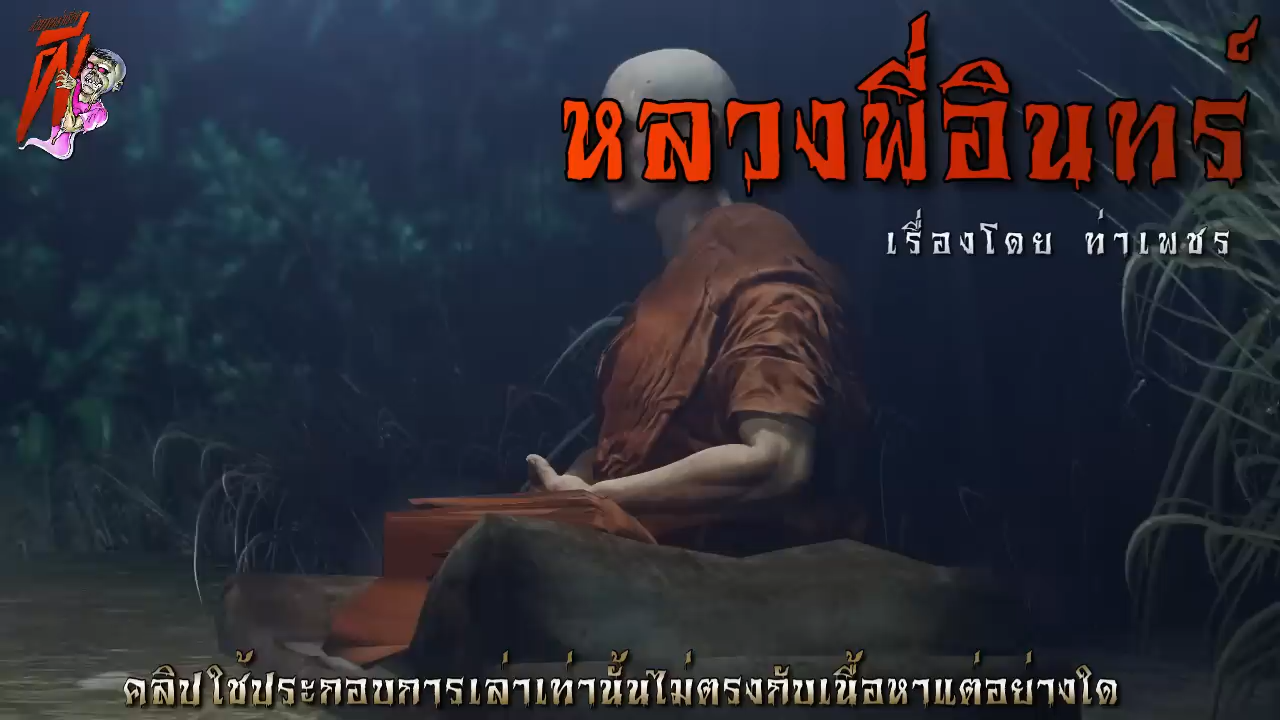 ผี
หลวงพี่อินทร์
เรื่องโดย ท่าเพชร
คลิปใช้ประกอบการเล่าเท่านั้นไม่ตรงกับเนื้อหาแต่อย่างใด